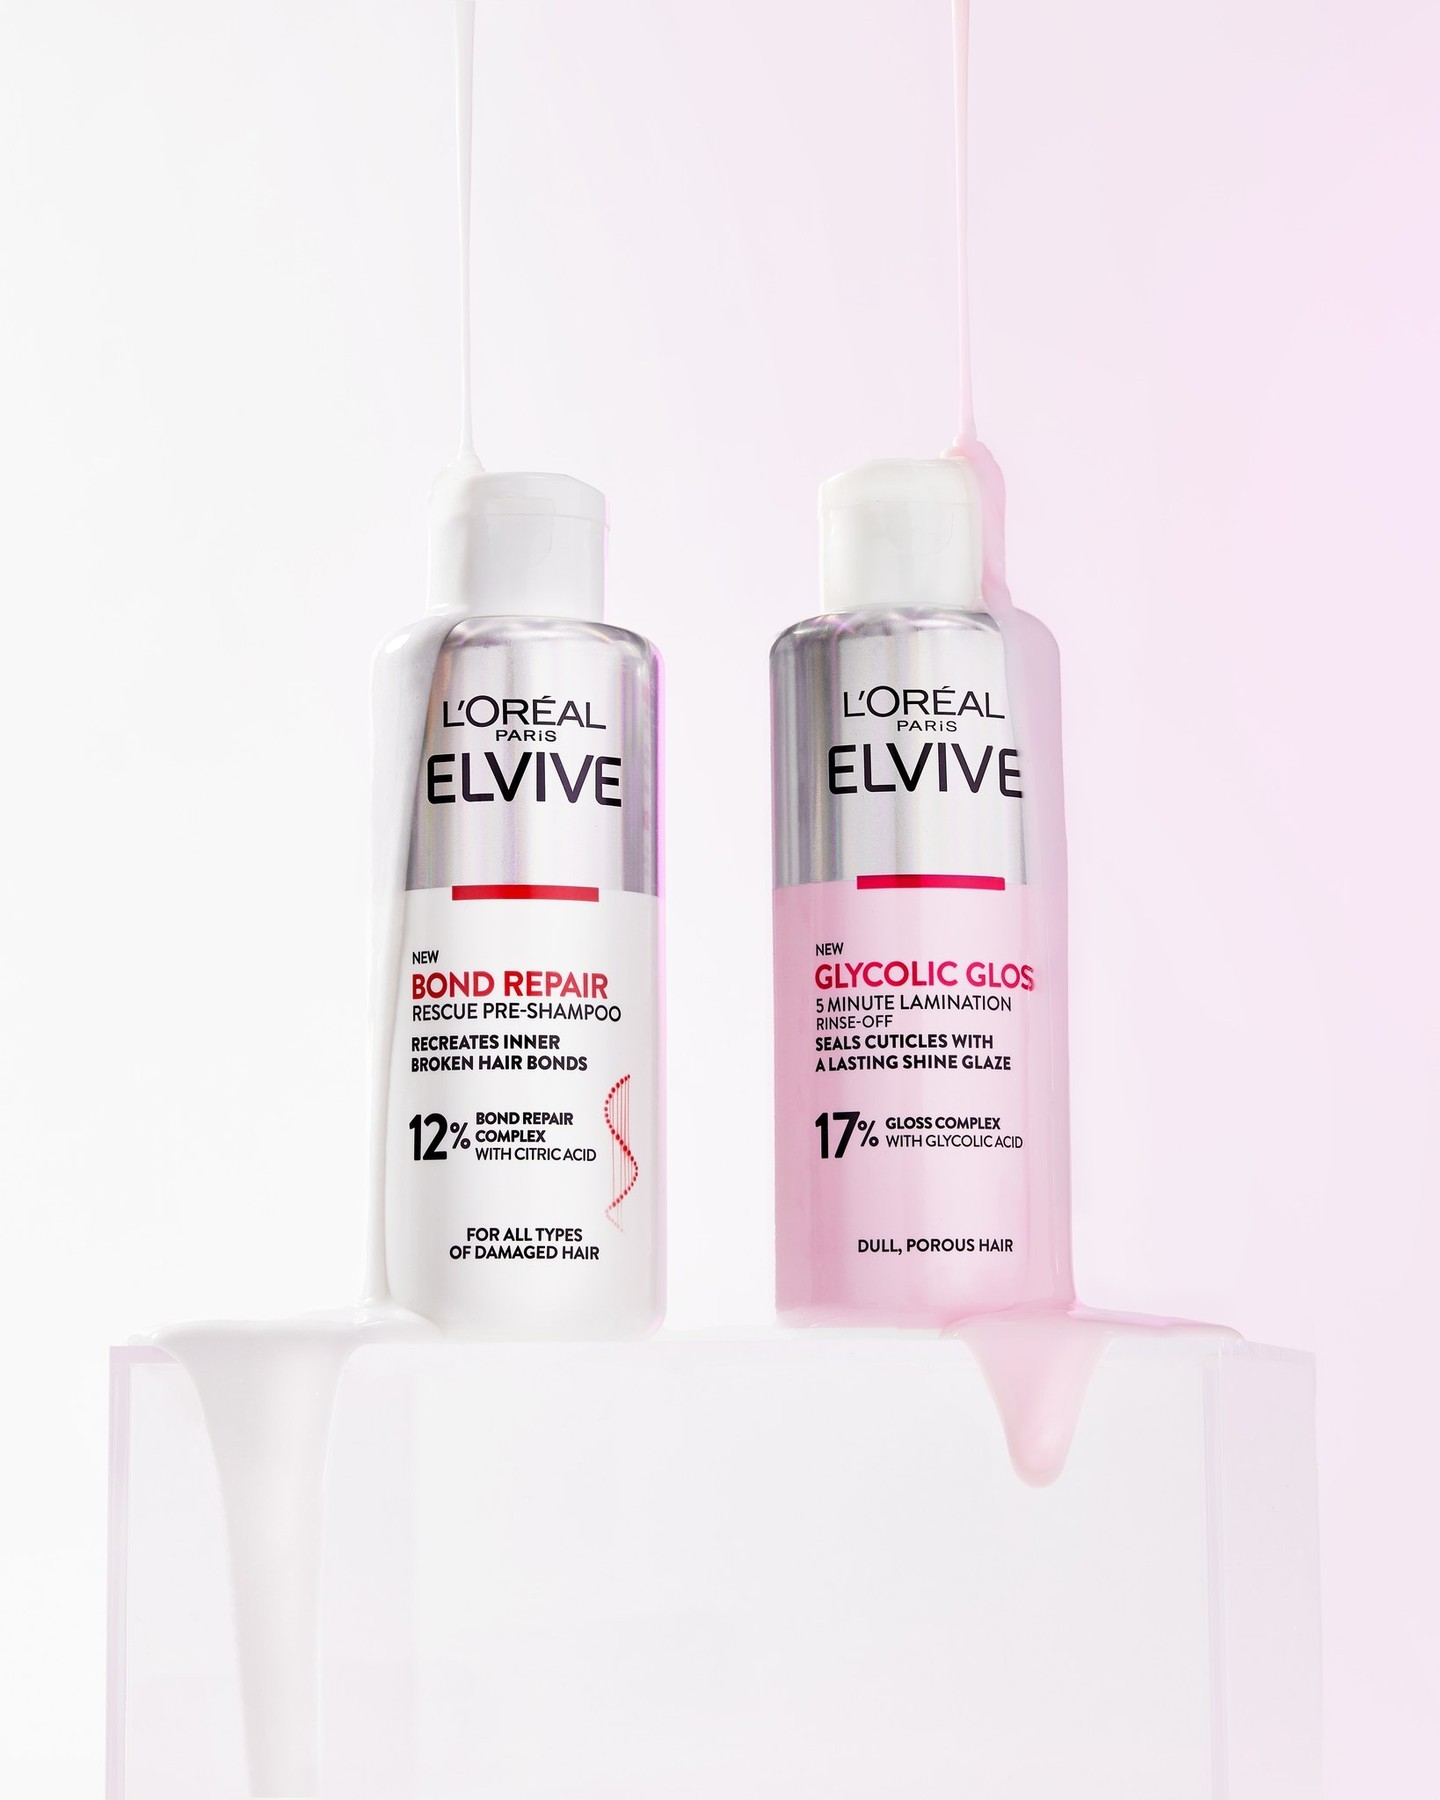 L'ORÉAL
PARiS
ELVIVE
NEW
BOND REPAIR
RESCUE PRE-SHAMPOO
RECREATES INNER
BROKEN HAIR BONDS
12% BOND REPAIR
COMPLEX
WITH CITRIC ACID
FOR ALL TYPES
OF DAMAGED HAIR
L'ORÉAL
PARiS
ELVIVE
NEW
GLYCOLIC GLOS
5 MINUTE LAMINATION
RINSE-OFF
SEALS CUTICLES WITH
A LASTING SHINE GLAZE
17% GLOSS COMPLEX
WITH GLYCOLIC ACID
DULL, POROUS HAIR